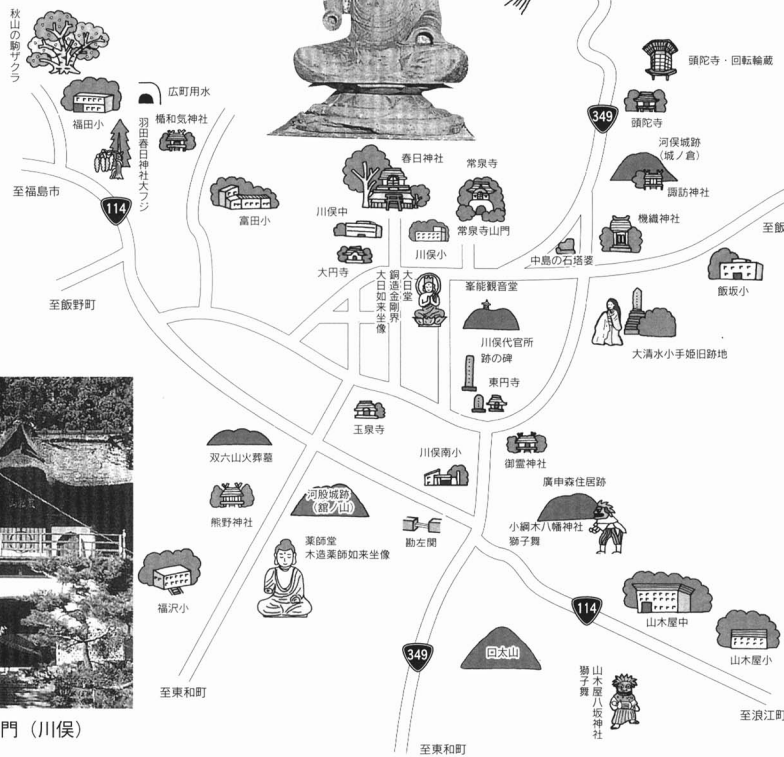 秋山の駒ザクラ
福田小
広町用水
楯和気神社
羽田春日神社大フジ
至福島市
114
富田小
至飯野町
春日神社
常泉寺
川俣中
川俣小
常泉寺山門
大円寺
大日堂
銅造金剛界
大日如来坐像
頭陀寺・回転輪蔵
349
頭陀寺
河俣城跡
(城ノ倉)
諏訪神社
機織神社
中島の石塔婆
至飯
飯坂小
峯能観音堂
川俣代官所
跡の碑
東円寺
大清水小手姫旧跡地
玉泉寺
双六山火葬墓
川俣南小
御霊神社
熊野神社
河股城跡
(舘ノ山)
勘左関
廣申森住居跡
小綱木八幡神社
獅子舞
薬師堂
木造薬師如来坐像
福沢小
114
山木屋中
山木屋小
349
口太山
至東和町
山木屋八坂神社
獅子舞
至浪江町
門(川俣)
至東和町